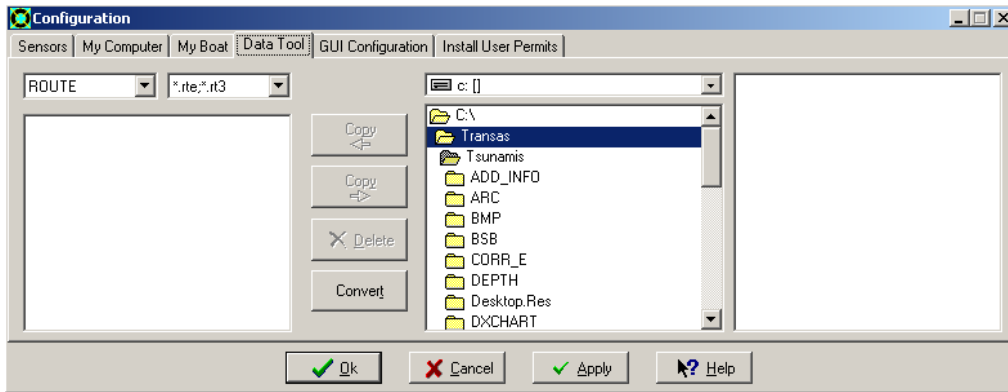 Configuration
Sensors My Computer My Boat Data Tool GUI Configuration Install User Permits
ROUTE *.rte;*.rt3 c: []
Copy
Copy
Delete
Convert
C:\
Transas
Tsunamis
ADD_INFO
ARC
BMP
BSB
CORR_E
DEPTH
Desktop.Res
DXCHART
Ok Cancel Apply Help